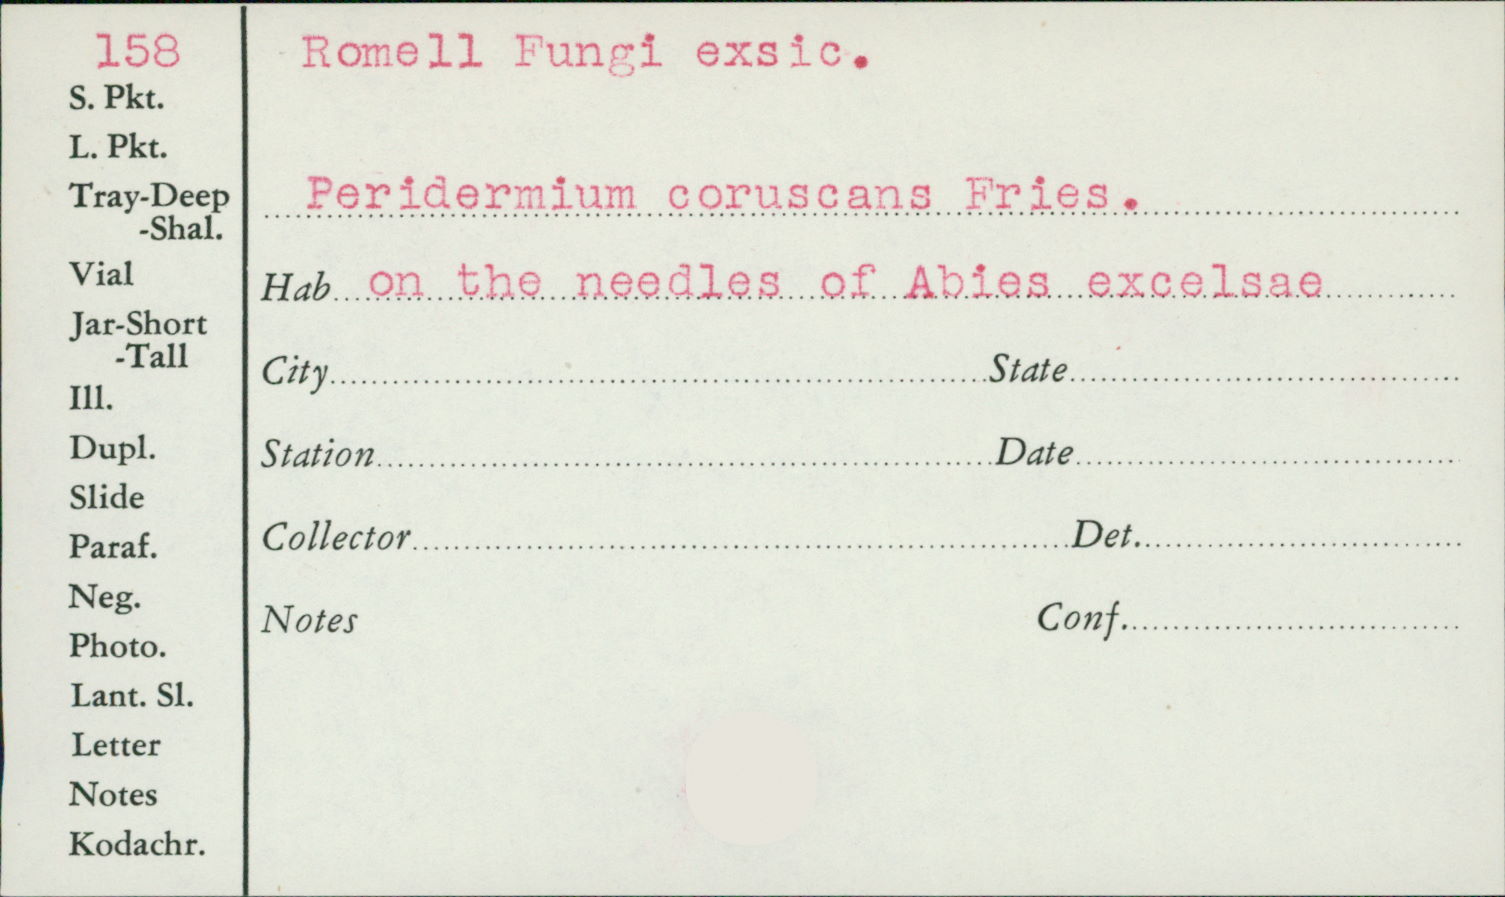 158
S. Pkt.
L. Pkt.
Tray-Deep
-Shal.
Vial
Jar-Short
-Tall
Ill.
Dupl.
Slide
Paraf.
Neg.
Photo.
Lant. Sl.
Letter
Notes
Kodachr.
Romell Fungi exsic.
Peridermium coruscans Fries.
Hab on the needles of Abies excelsae
City State
Station Date
Collector Det.
Notes Conf.